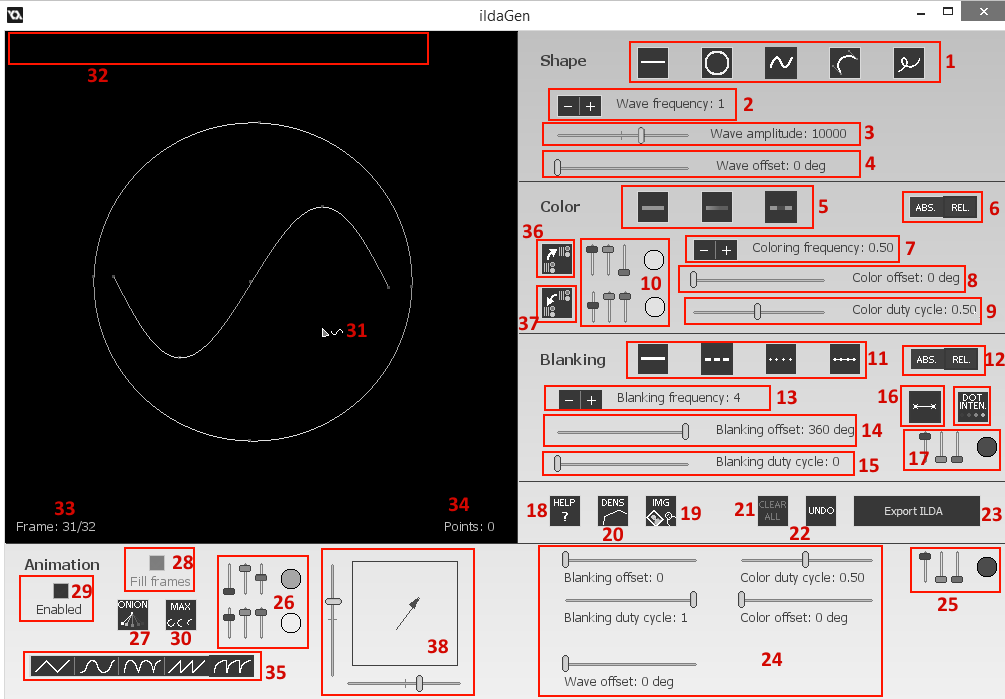 ildaGen
32
Shape
1
Wave frequency: 1
2
Wave amplitude: 10000
3
Wave offset: 0 deg
4
Color
5
ABS. REL.
6
36
Coloring frequency: 0.50
7
10
Color offset: 0 deg
8
37
Color duty cycle: 0.50
9
31
Blanking
11
ABS. REL.
12
Blanking frequency: 4
13
16
DOT
INTEN.
Blanking offset: 360 deg
14
17
Blanking duty cycle: 0
15
33
Frame: 31/32
34
Points: 0
18
HELP
?
DENS
20
IMG
19
21
CLEAR
ALL
UNDO
22
Export ILDA
23
Animation
28
Fill frames
29
Enabled
ONION
27
MAX
30
26
35
38
Blanking offset: 0
Color duty cycle: 0.50
Blanking duty cycle: 1
Color offset: 0 deg
24
Wave offset: 0 deg
25